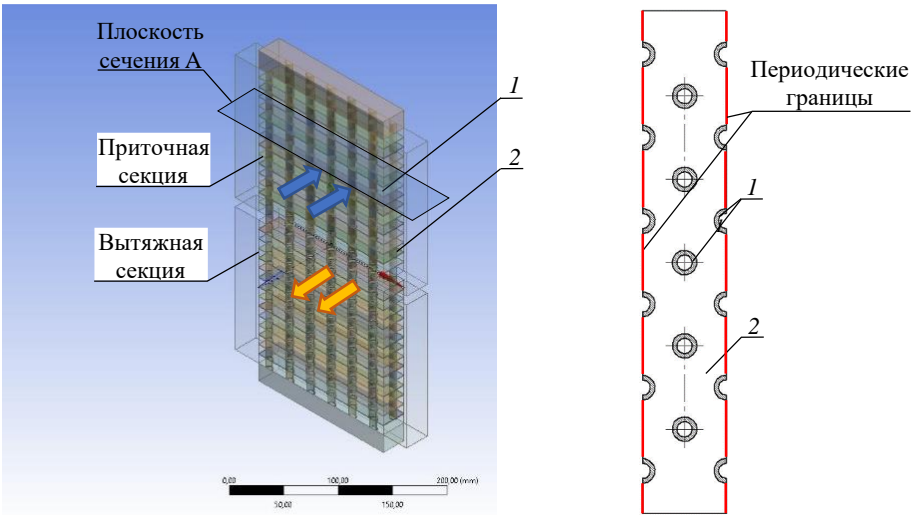 Плоскость
сечения А
1
2
Приточная
секция
Вытяжная
секция
0,00
100,00
200,00 (mm)
50,00
150,00
Периодические
границы
1
2